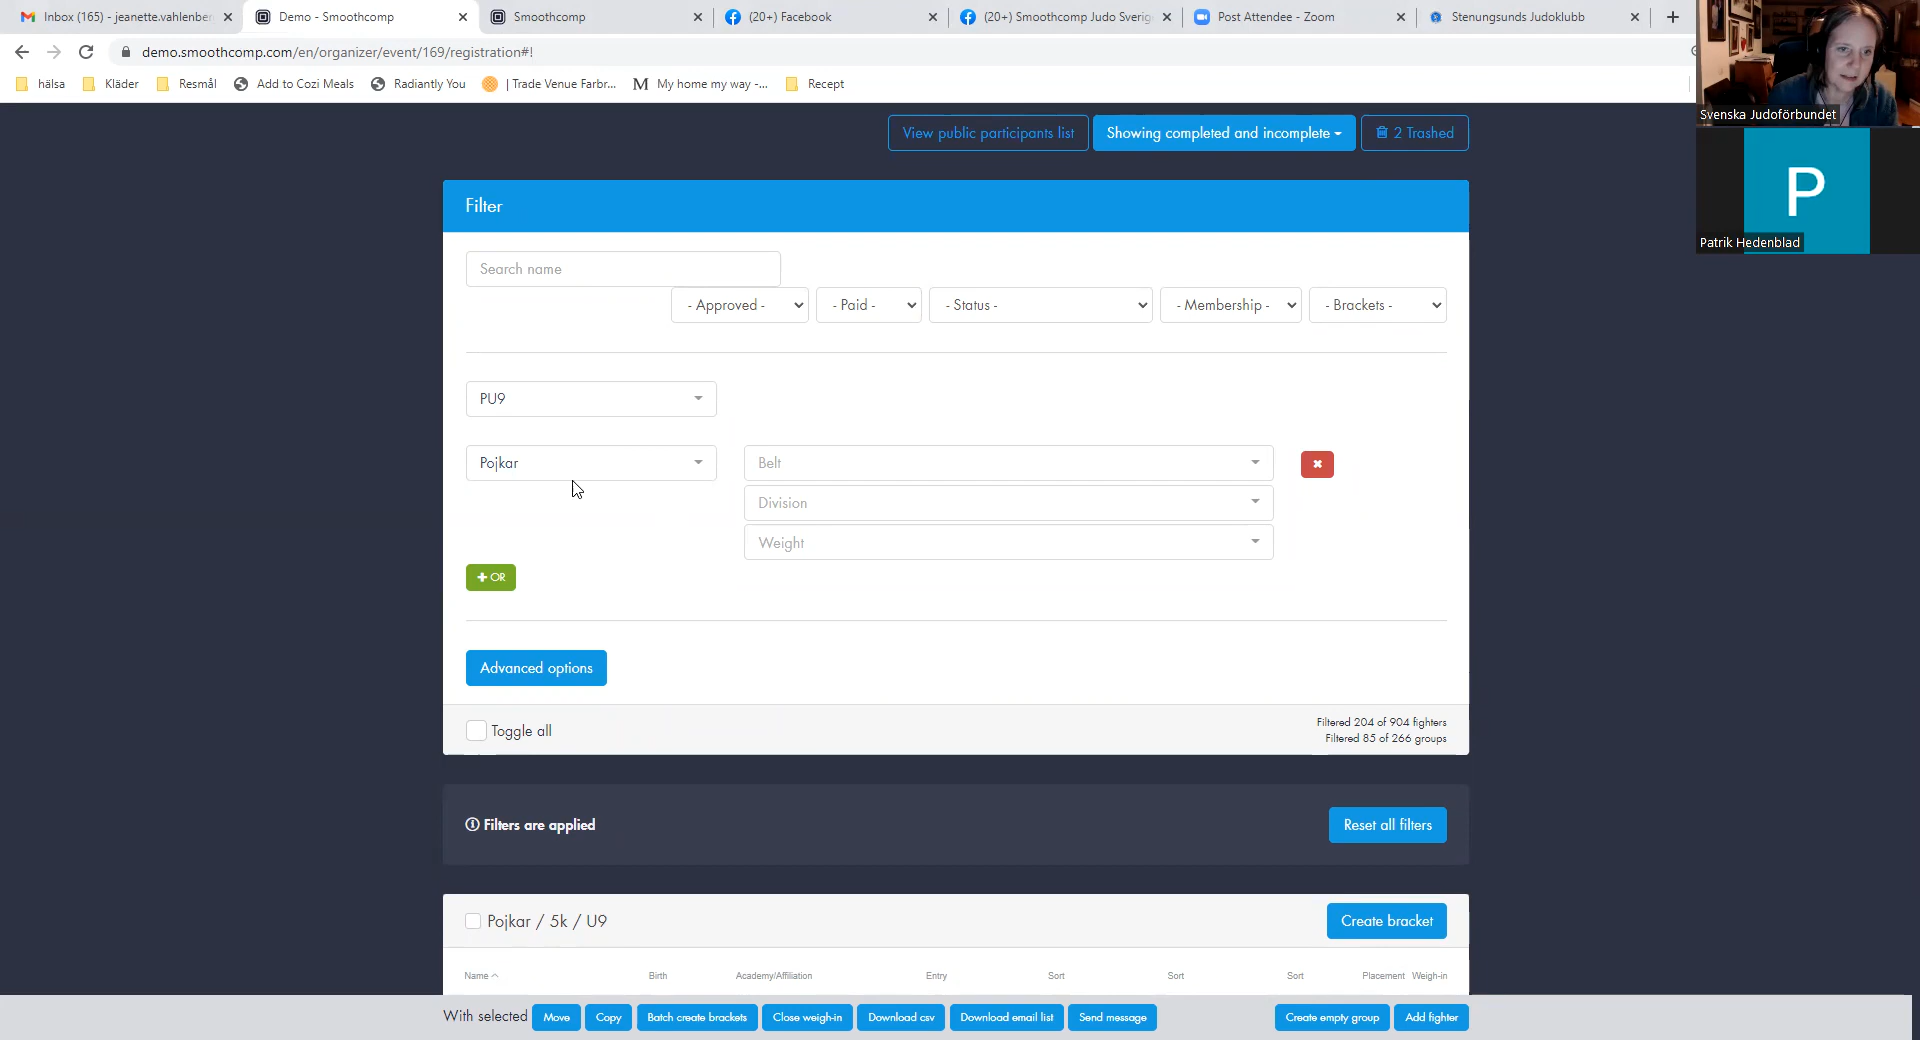 Inbox (165) - jeanette.vahlenber
Demo - Smoothcomp
Smoothcomp
(20+) Facebook
(20+) Smoothcomp Judo Sverig
Post Attendee - Zoom
Stenungsunds Judoklubb
demo.smoothcomp.com/en/organizer/event/169/registration#!
hälsa
Kläder
Resmål
Add to Cozi Meals
Radiantly You
| Trade Venue Farbr...
M My home my way -...
Recept
Svenska Judoförbundet
P
Patrik Hedenblad
View public participants list
Showing completed and incomplete
2 Trashed
Filter
Search name
- Approved -
- Paid -
- Status -
- Membership -
- Brackets -
PU9
Pojkar
Belt
Division
Weight
+ OR
Advanced options
Toggle all
Filtered 204 of 904 fighters
Filtered 85 of 266 groups
Filters are applied
Reset all filters
Pojkar / 5k / U9
Create bracket
Name
Birth
Academy/Affiliation
Entry
Sort
Sort
Sort
Placement
Weigh-in
With selected
Move
Copy
Batch create brackets
Close weigh-in
Download csv
Download email list
Send message
Create empty group
Add fighter